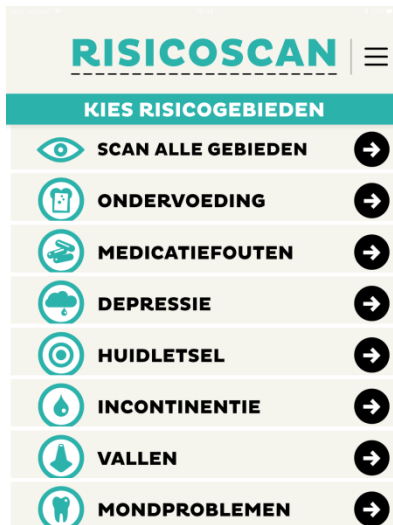 RISICOSCAN
KIES RISICOGEBIEDEN
SCAN ALLE GEBIEDEN
ONDERVOEDING
MEDICATIEFOUTEN
DEPRESSIE
HUIDLETSEL
INCONTINENTIE
VALLEN
MONDPROBLEMEN